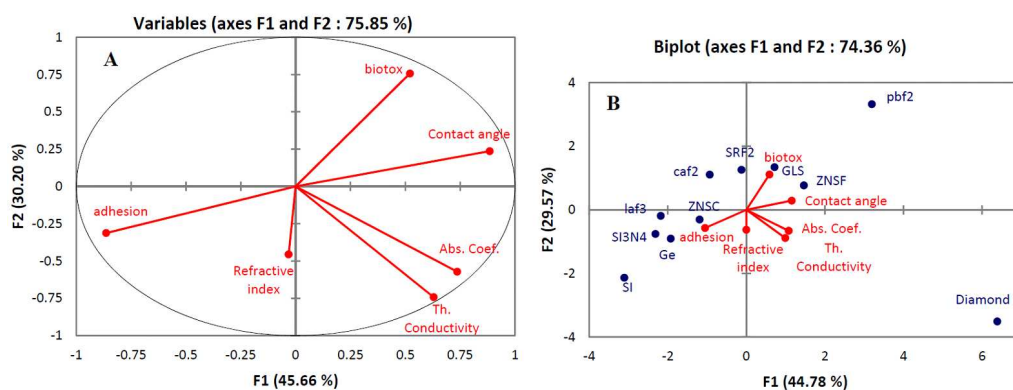 Variables (axes F1 and F2 : 75.85 %)
A
1
0.75
0.5
0.25
0
-0.25
-0.5
-0.75
-1
F2 (30.20 %)
biotox
Contact angle
adhesion
Refractive
index
Abs. Coef.
Th.
Conductivity
-1 -0.75 -0.5 -0.25 0 0.25 0.5 0.75 1
F1 (45.66 %)
Biplot (axes F1 and F2 : 74.36 %)
B
4
2
0
-2
-4
F2 (29.57 %)
pbf2
SRF2
biotox
GLS
caf2
ZNSF
Contact angle
laf3
ZNSC
Abs. Coef.
SI3N4
adhesion
Refractive
index
Th.
Conductivity
Ge
SI
Diamond
-4 -2 0 2 4 6
F1 (44.78 %)